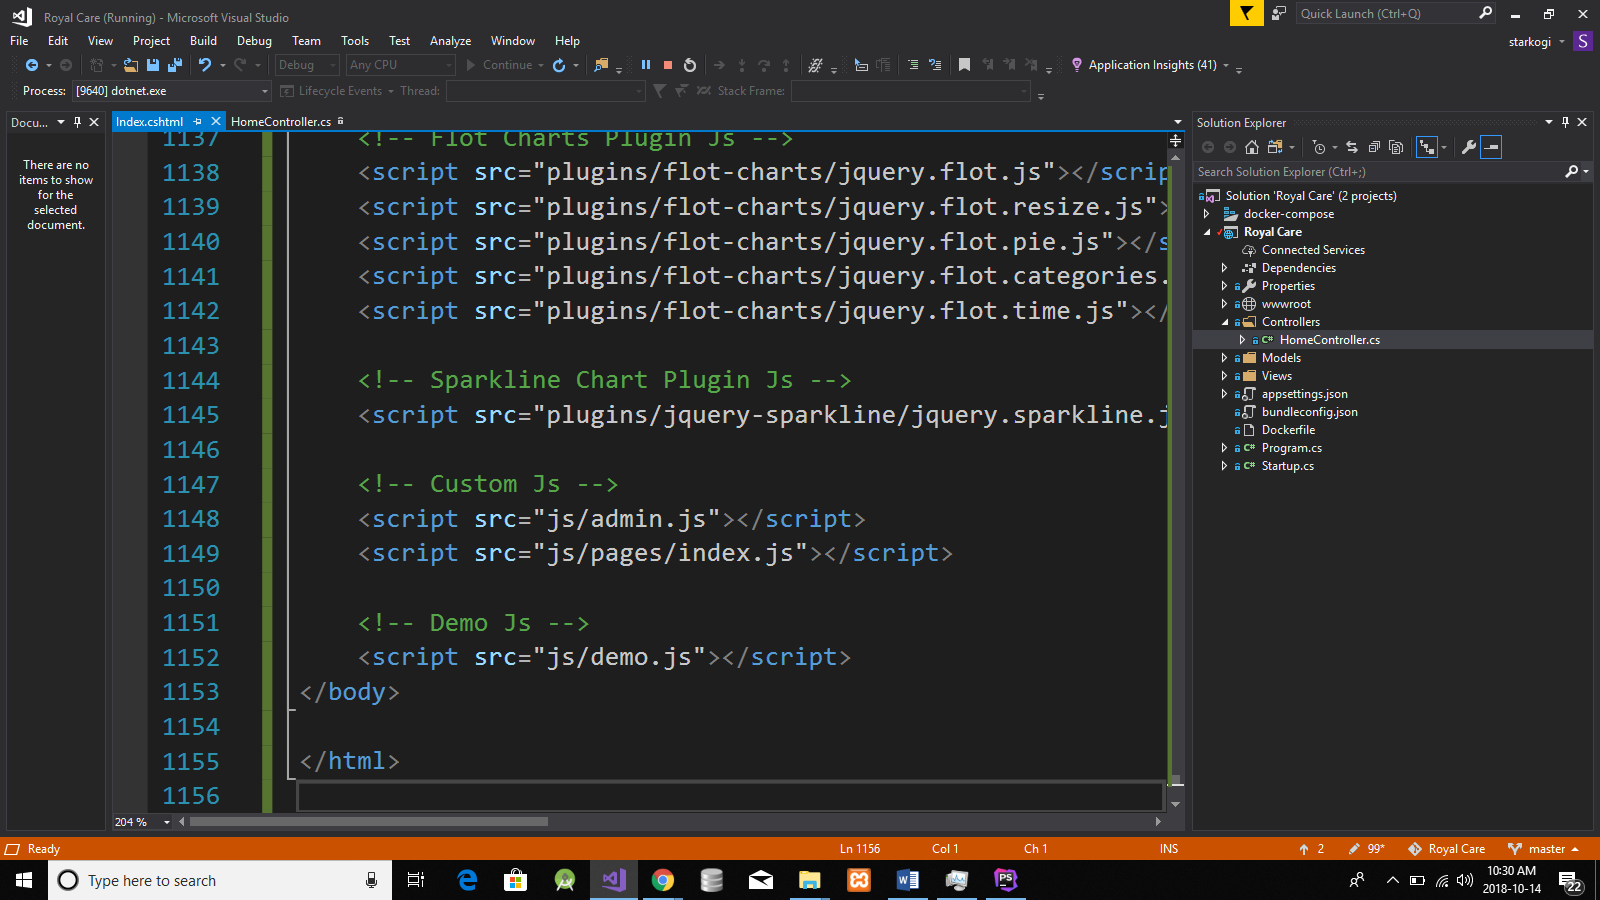 Royal Care (Running) - Microsoft Visual Studio
Quick Launch (Ctrl+Q)
File Edit View Project Build Debug Team Tools Test Analyze Window Help
starkogi S
Debug Any CPU Continue Application Insights (41)
Process: [9640] dotnet.exe Lifecycle Events Thread: Stack Frame:
Docu...
There are no
items to show
for the
selected
document.
Index.cshtml HomeController.cs
1137 <!-- Flot Charts Plugin Js -->
1138 <script src="plugins/flot-charts/jquery.flot.js"></scrip
1139 <script src="plugins/flot-charts/jquery.flot.resize.js">
1140 <script src="plugins/flot-charts/jquery.flot.pie.js"></s
1141 <script src="plugins/flot-charts/jquery.flot.categories.
1142 <script src="plugins/flot-charts/jquery.flot.time.js"></
1143
1144 <!-- Sparkline Chart Plugin Js -->
1145 <script src="plugins/jquery-sparkline/jquery.sparkline.j
1146
1147 <!-- Custom Js -->
1148 <script src="js/admin.js"></script>
1149 <script src="js/pages/index.js"></script>
1150
1151 <!-- Demo Js -->
1152 <script src="js/demo.js"></script>
1153 </body>
1154
1155 </html>
1156
204 %
Solution Explorer
Search Solution Explorer (Ctrl+;)
Solution 'Royal Care' (2 projects)
docker-compose
Royal Care
Connected Services
Dependencies
Properties
wwwroot
Controllers
C# HomeController.cs
Models
Views
appsettings.json
bundleconfig.json
Dockerfile
C# Program.cs
C# Startup.cs
Ready Ln 1156 Col 1 Ch 1 INS 2 99* Royal Care master
Type here to search
PS
10:30 AM
2018-10-14
22